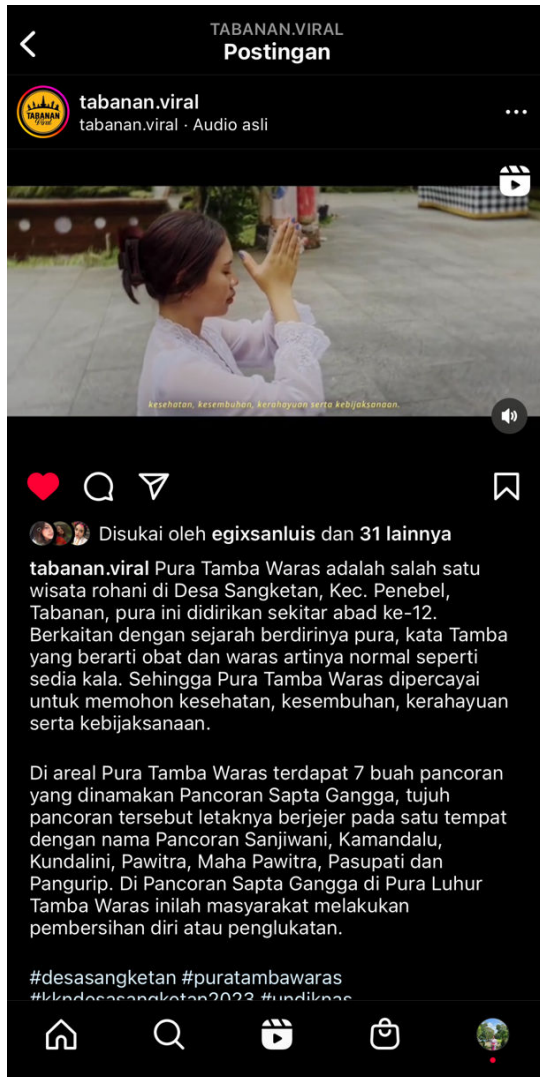 TABANAN.VIRAL
Postingan
TABANAN
Viral
tabanan.viral
tabanan.viral · Audio asli
kesehatan, kesembuhan, kerahayuan serta kebijaksanaan.
Disukai oleh egixsanluis dan 31 lainnya
tabanan.viral Pura Tamba Waras adalah salah satu
wisata rohani di Desa Sangketan, Kec. Penebel,
Tabanan, pura ini didirikan sekitar abad ke-12.
Berkaitan dengan sejarah berdirinya pura, kata Tamba
yang berarti obat dan waras artinya normal seperti
sedia kala. Sehingga Pura Tamba Waras dipercayai
untuk memohon kesehatan, kesembuhan, kerahayuan
serta kebijaksanaan.
Di areal Pura Tamba Waras terdapat 7 buah pancoran
yang dinamakan Pancoran Sapta Gangga, tujuh
pancoran tersebut letaknya berjejer pada satu tempat
dengan nama Pancoran Sanjiwani, Kamandalu,
Kundalini, Pawitra, Maha Pawitra, Pasupati dan
Pangurip. Di Pancoran Sapta Gangga di Pura Luhur
Tamba Waras inilah masyarakat melakukan
pembersihan diri atau penglukatan.
#desasangketan #puratambawaras
#kkndesasangketan2023 #undiknas